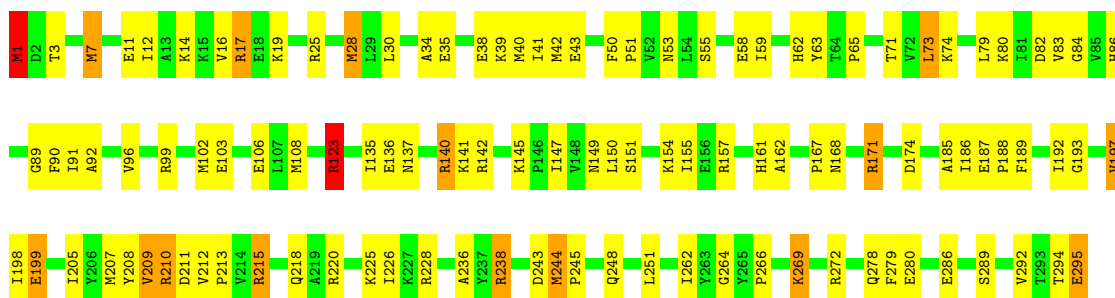 M1 D2 T3 M7 E11 I12 A13 K14 K15 V16 R17 E18 K19 R25 M28 L29 L30 A34 E35 E38 K39 M40 I41 M42 E43 F50 P51 V52 N53 L54 S55 E58 I59 H62 Y63 T64 P65 T71 V72 L73 K74 L79 K80 I81 D82 V83 G84 V85 H86
G89 F90 I91 A92 V96 R99 M102 E103 E106 L107 M108 R123 I135 E136 N137 R140 K141 R142 K145 P146 I147 V148 N149 L150 S151 K154 I155 E156 R157 H161 A162 P167 N168 R171 D174 A185 I186 E187 P188 F189 I192 G193 V197
I198 E199 I205 Y206 M207 Y208 V209 R210 D211 V212 P213 V214 R215 Q218 A219 R220 K225 I226 K227 R228 A236 Y237 R238 D243 M244 P245 Q248 L251 I262 Y263 G264 Y265 P266 K269 R272 Q278 F279 E280 E286 S289 V292 T293 T294 E295